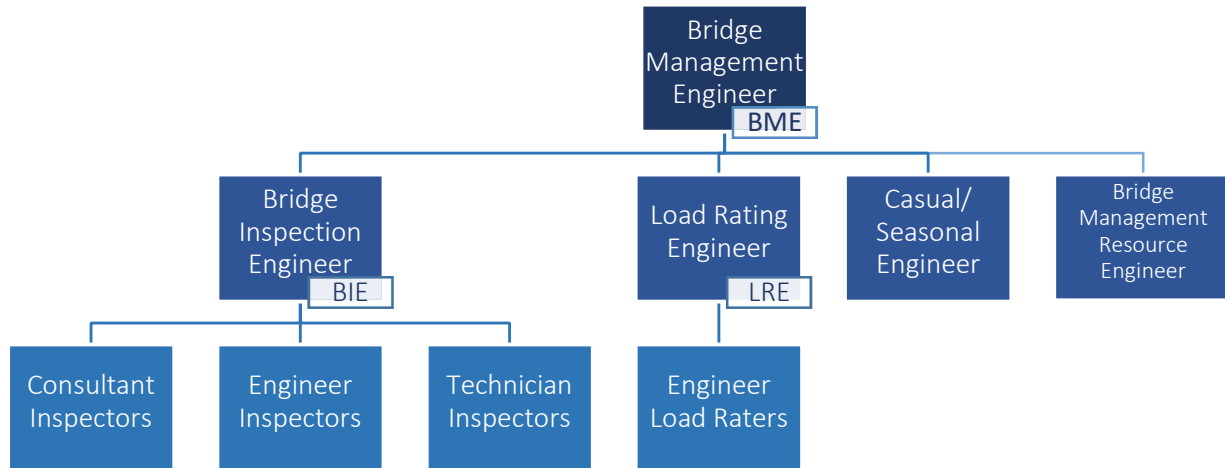 Bridge
Management
Engineer
BME
Bridge
Inspection
Engineer
BIE
Load Rating
Engineer
LRE
Casual/
Seasonal
Engineer
Bridge
Management
Resource
Engineer
Consultant
Inspectors
Engineer
Inspectors
Technician
Inspectors
Engineer
Load Raters